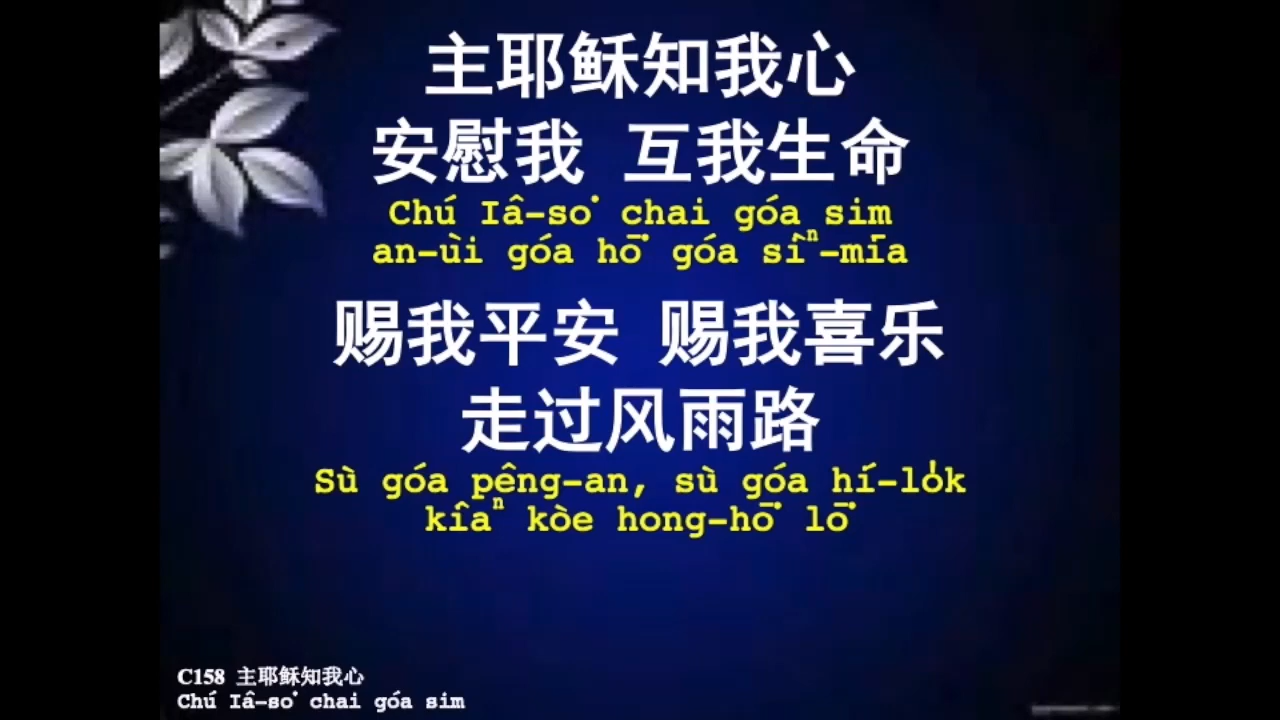 主耶稣知我心
安慰我 互我生命
Chú Iâ-so͘ chai góa sim
an-ùi góa hō͘ góa sîⁿ-mīa
赐我平安 赐我喜乐
走过风雨路
Sù góa pêng-an, sù góa hí-lo̍k
kîaⁿ kòe hong-hō͘ lō͘
C158 主耶稣知我心
Chú Iâ-so͘ chai góa sim